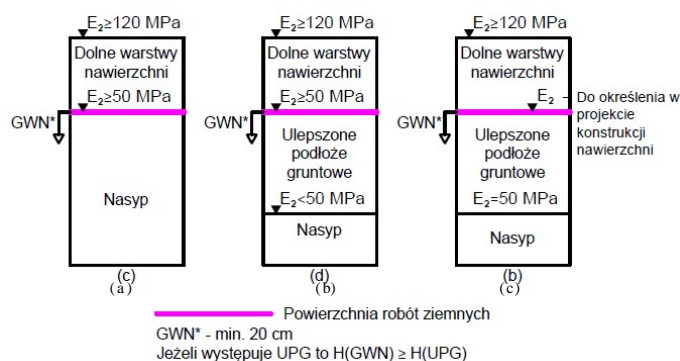 E₂≥120 MPa
Dolne warstwy
nawierzchni
E₂≥50 MPa
GWN*
Nasyp
(c)
(a)
E₂≥120 MPa
Dolne warstwy
nawierzchni
E₂≥50 MPa
GWN*
Ulepszone
podłoże
gruntowe
E₂<50 MPa
Nasyp
(d)
(b)
E₂≥120 MPa
Dolne warstwy
nawierzchni
E₂ – Do określenia w
projekcie
konstrukcji
nawierzchni
GWN*
Ulepszone
podłoże
gruntowe
E₂=50 MPa
Nasyp
(b)
(c)
Powierzchnia robót ziemnych
GWN* - min. 20 cm
Jeżeli występuje UPG to H(GWN) ≥ H(UPG)